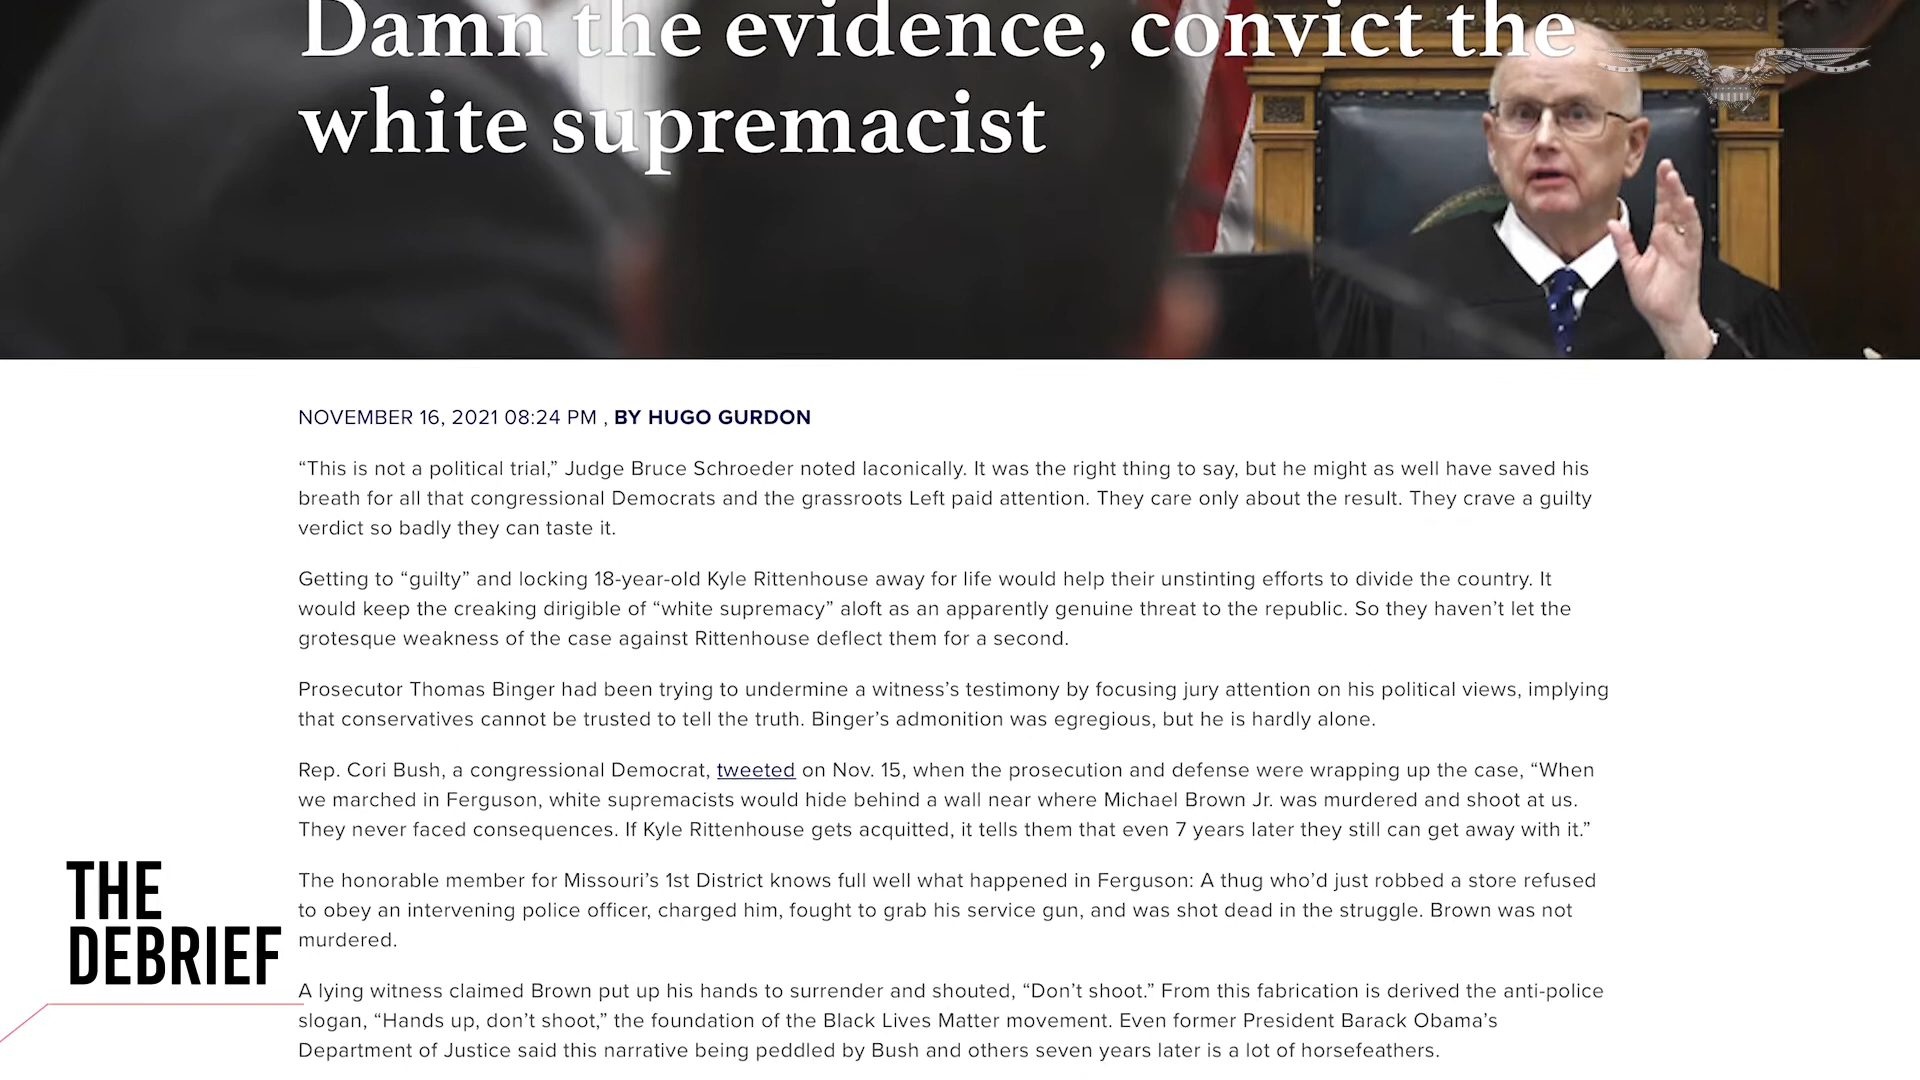 Damn the evidence, convict the
white supremacist
NOVEMBER 16, 2021 08:24 PM , BY HUGO GURDON
“This is not a political trial,” Judge Bruce Schroeder noted laconically. It was the right thing to say, but he might as well have saved his
breath for all that congressional Democrats and the grassroots Left paid attention. They care only about the result. They crave a guilty
verdict so badly they can taste it.
Getting to “guilty” and locking 18-year-old Kyle Rittenhouse away for life would help their unstinting efforts to divide the country. It
would keep the creaking dirigible of “white supremacy” aloft as an apparently genuine threat to the republic. So they haven’t let the
grotesque weakness of the case against Rittenhouse deflect them for a second.
Prosecutor Thomas Binger had been trying to undermine a witness’s testimony by focusing jury attention on his political views, implying
that conservatives cannot be trusted to tell the truth. Binger’s admonition was egregious, but he is hardly alone.
Rep. Cori Bush, a congressional Democrat, tweeted on Nov. 15, when the prosecution and defense were wrapping up the case, “When
we marched in Ferguson, white supremacists would hide behind a wall near where Michael Brown Jr. was murdered and shoot at us.
They never faced consequences. If Kyle Rittenhouse gets acquitted, it tells them that even 7 years later they still can get away with it.”
The honorable member for Missouri’s 1st District knows full well what happened in Ferguson: A thug who’d just robbed a store refused
to obey an intervening police officer, charged him, fought to grab his service gun, and was shot dead in the struggle. Brown was not
murdered.
A lying witness claimed Brown put up his hands to surrender and shouted, “Don’t shoot.” From this fabrication is derived the anti-police
slogan, “Hands up, don’t shoot,” the foundation of the Black Lives Matter movement. Even former President Barack Obama’s
Department of Justice said this narrative being peddled by Bush and others seven years later is a lot of horsefeathers.
THE
DEBRIEF